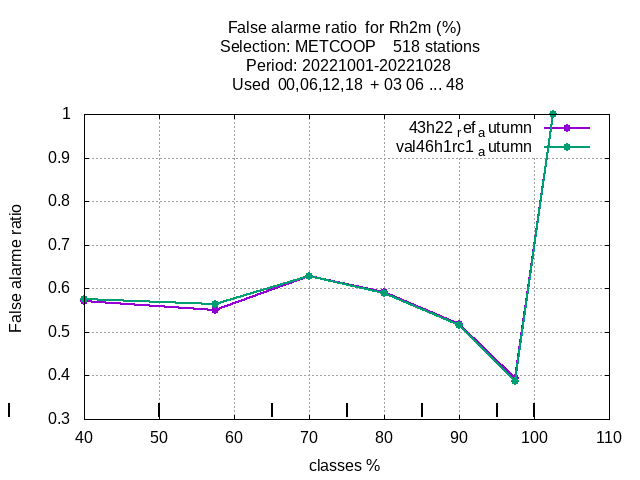 False alarme ratio for Rh2m (%)
Selection: METCOOP 518 stations
Period: 20221001-20221028
Used 00,06,12,18 + 03 06 ... 48
43h22 ref a utumn
val46h1rc1 a utumn
1
0.9
0.8
0.7
0.6
0.5
0.4
0.3
False alarme ratio
40 50 60 70 80 90 100 110
classes %